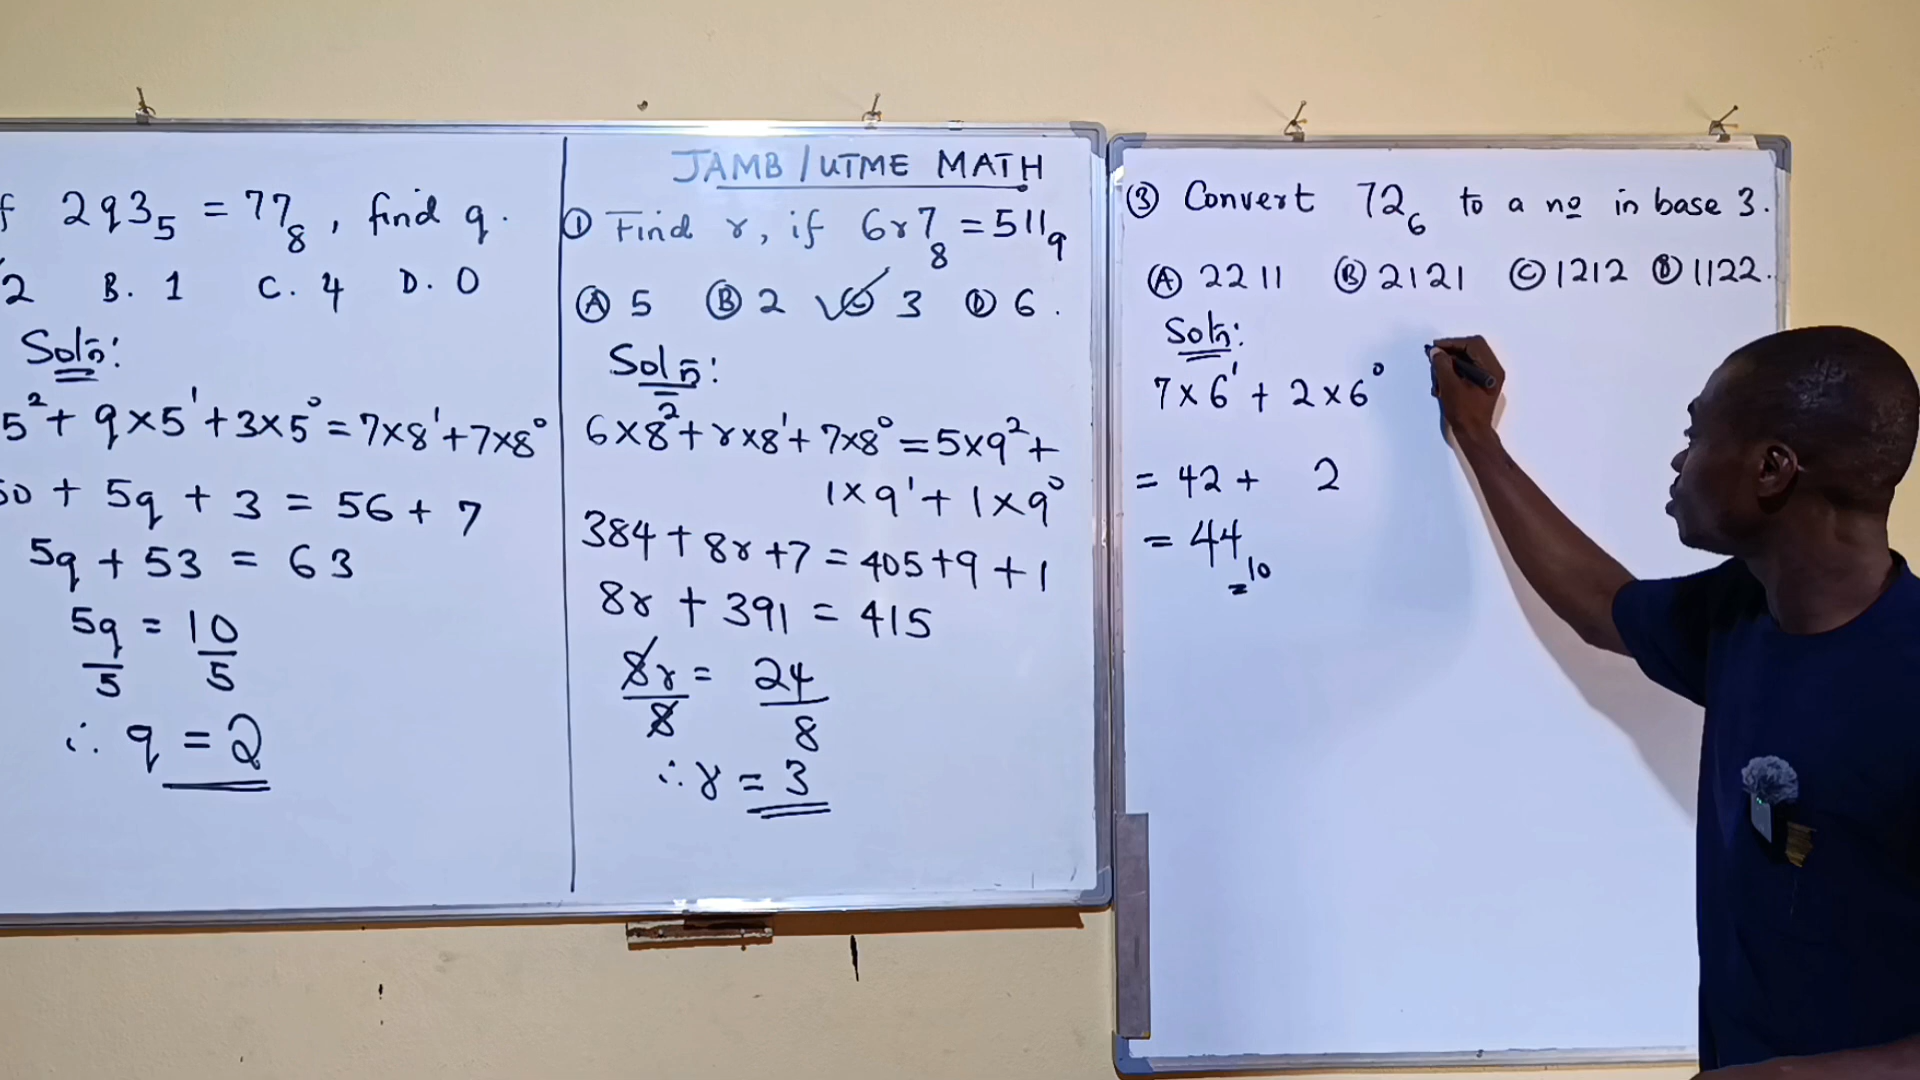 f 2q3₅ = 77₈, find q.
2 B. 1 C. 4 D. 0
Solñ:
5² + q×5¹ + 3×5⁰ = 7×8¹ + 7×8⁰
50 + 5q + 3 = 56 + 7
5q + 53 = 63
5q/5 = 10/5
∴ q = 2
JAMB / UTME MATH
① Find r, if 6r7₈ = 511₉
Ⓐ 5 Ⓑ 2 ✓Ⓒ 3 Ⓓ 6.
Solñ:
6×8² + r×8¹ + 7×8⁰ = 5×9² +
1×9¹ + 1×9⁰
384 + 8r + 7 = 405 + 9 + 1
8r + 391 = 415
8r/8 = 24/8
∴ r = 3
③ Convert 72₆ to a no in base 3.
Ⓐ 2211 Ⓑ 2121 Ⓒ 1212 Ⓓ 1122.
Solñ:
7×6¹ + 2×6⁰
= 42 + 2
= 44₁₀